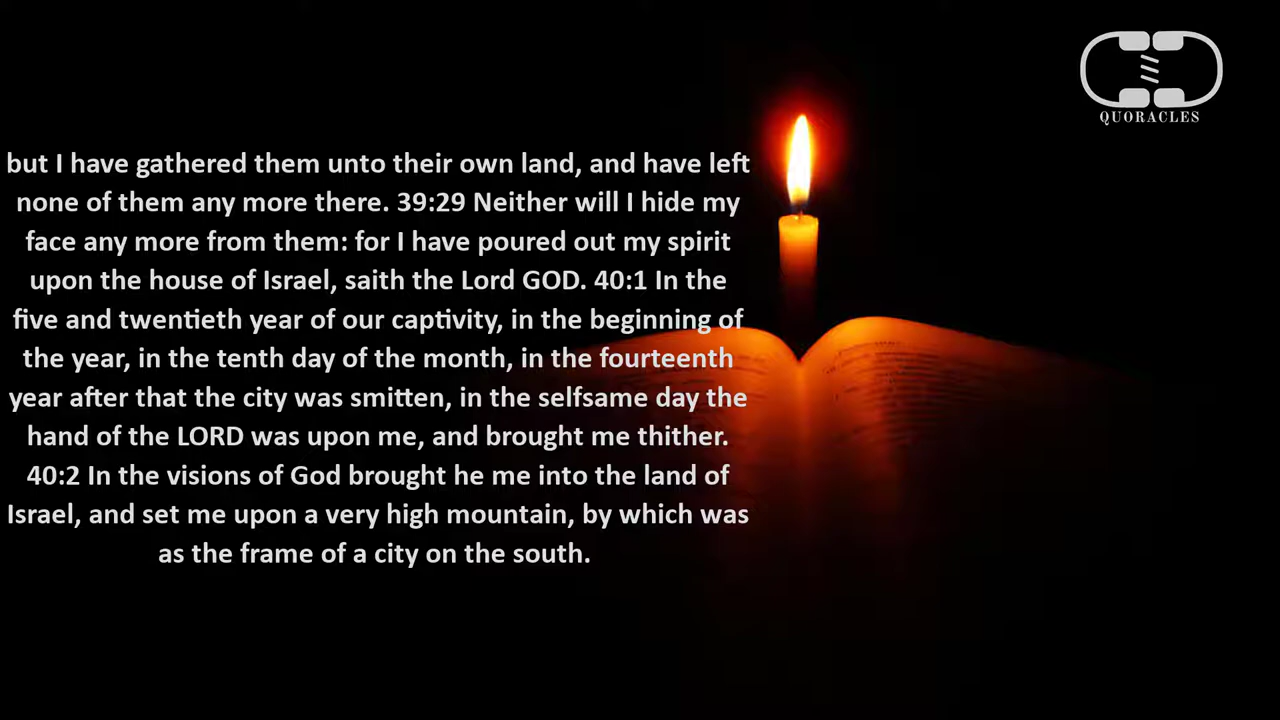 QUORACLES
but I have gathered them unto their own land, and have left
none of them any more there. 39:29 Neither will I hide my
face any more from them: for I have poured out my spirit
upon the house of Israel, saith the Lord GOD. 40:1 In the
five and twentieth year of our captivity, in the beginning of
the year, in the tenth day of the month, in the fourteenth
year after that the city was smitten, in the selfsame day the
hand of the LORD was upon me, and brought me thither.
40:2 In the visions of God brought he me into the land of
Israel, and set me upon a very high mountain, by which was
as the frame of a city on the south.